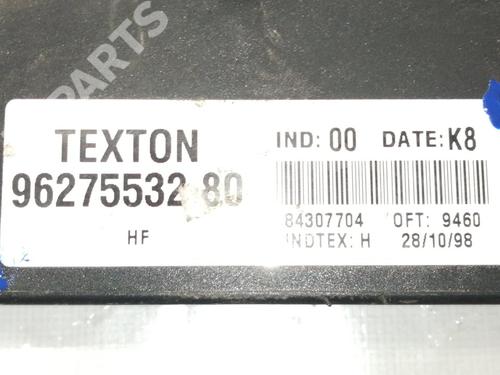 PARTS
TEXTON
IND: 00 DATE: K8
96275532 80
84307704 OFT: 9460
HF
INDTEX: H 28/10/98